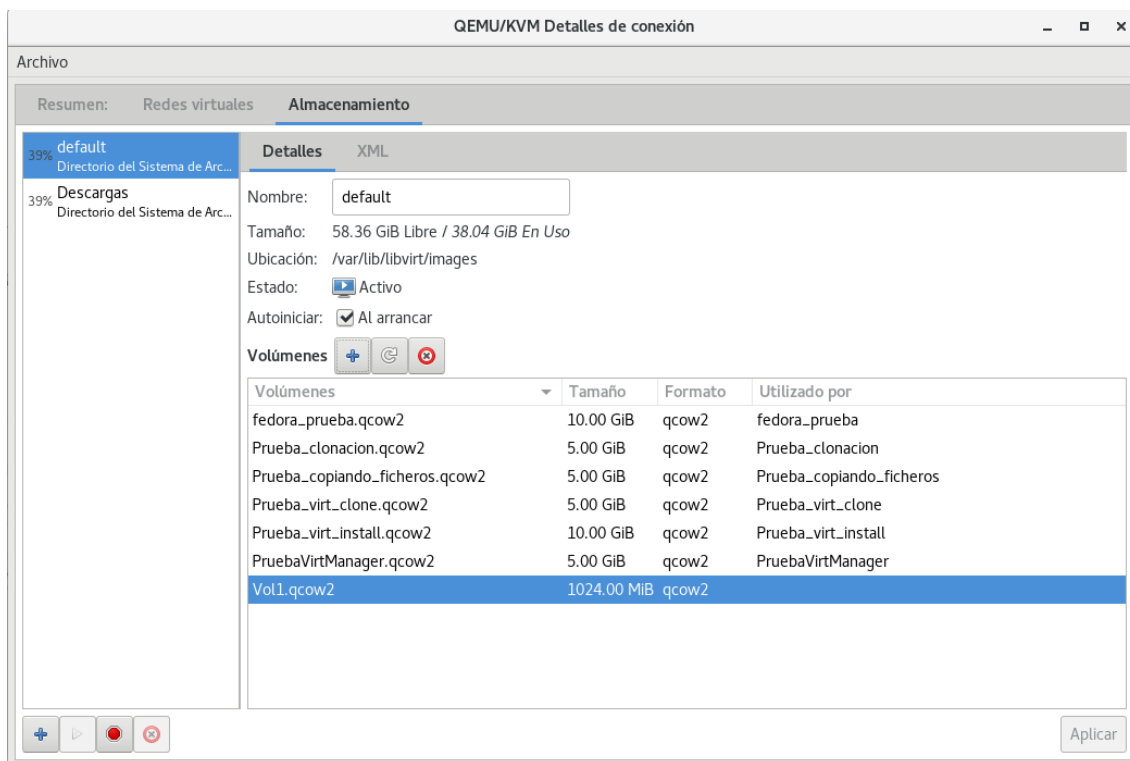 QEMU/KVM Detalles de conexión
Archivo
Resumen: Redes virtuales Almacenamiento
39% default
Directorio del Sistema de Arc...
39% Descargas
Directorio del Sistema de Arc...
Detalles XML
Nombre: default
Tamaño: 58.36 GiB Libre / 38.04 GiB En Uso
Ubicación: /var/lib/libvirt/images
Estado: Activo
Autoiniciar: Al arrancar
Volúmenes
Volúmenes Tamaño Formato Utilizado por
fedora_prueba.qcow2 10.00 GiB qcow2 fedora_prueba
Prueba_clonacion.qcow2 5.00 GiB qcow2 Prueba_clonacion
Prueba_copiando_ficheros.qcow2 5.00 GiB qcow2 Prueba_copiando_ficheros
Prueba_virt_clone.qcow2 5.00 GiB qcow2 Prueba_virt_clone
Prueba_virt_install.qcow2 10.00 GiB qcow2 Prueba_virt_install
PruebaVirtManager.qcow2 5.00 GiB qcow2 PruebaVirtManager
Vol1.qcow2 1024.00 MiB qcow2
Aplicar